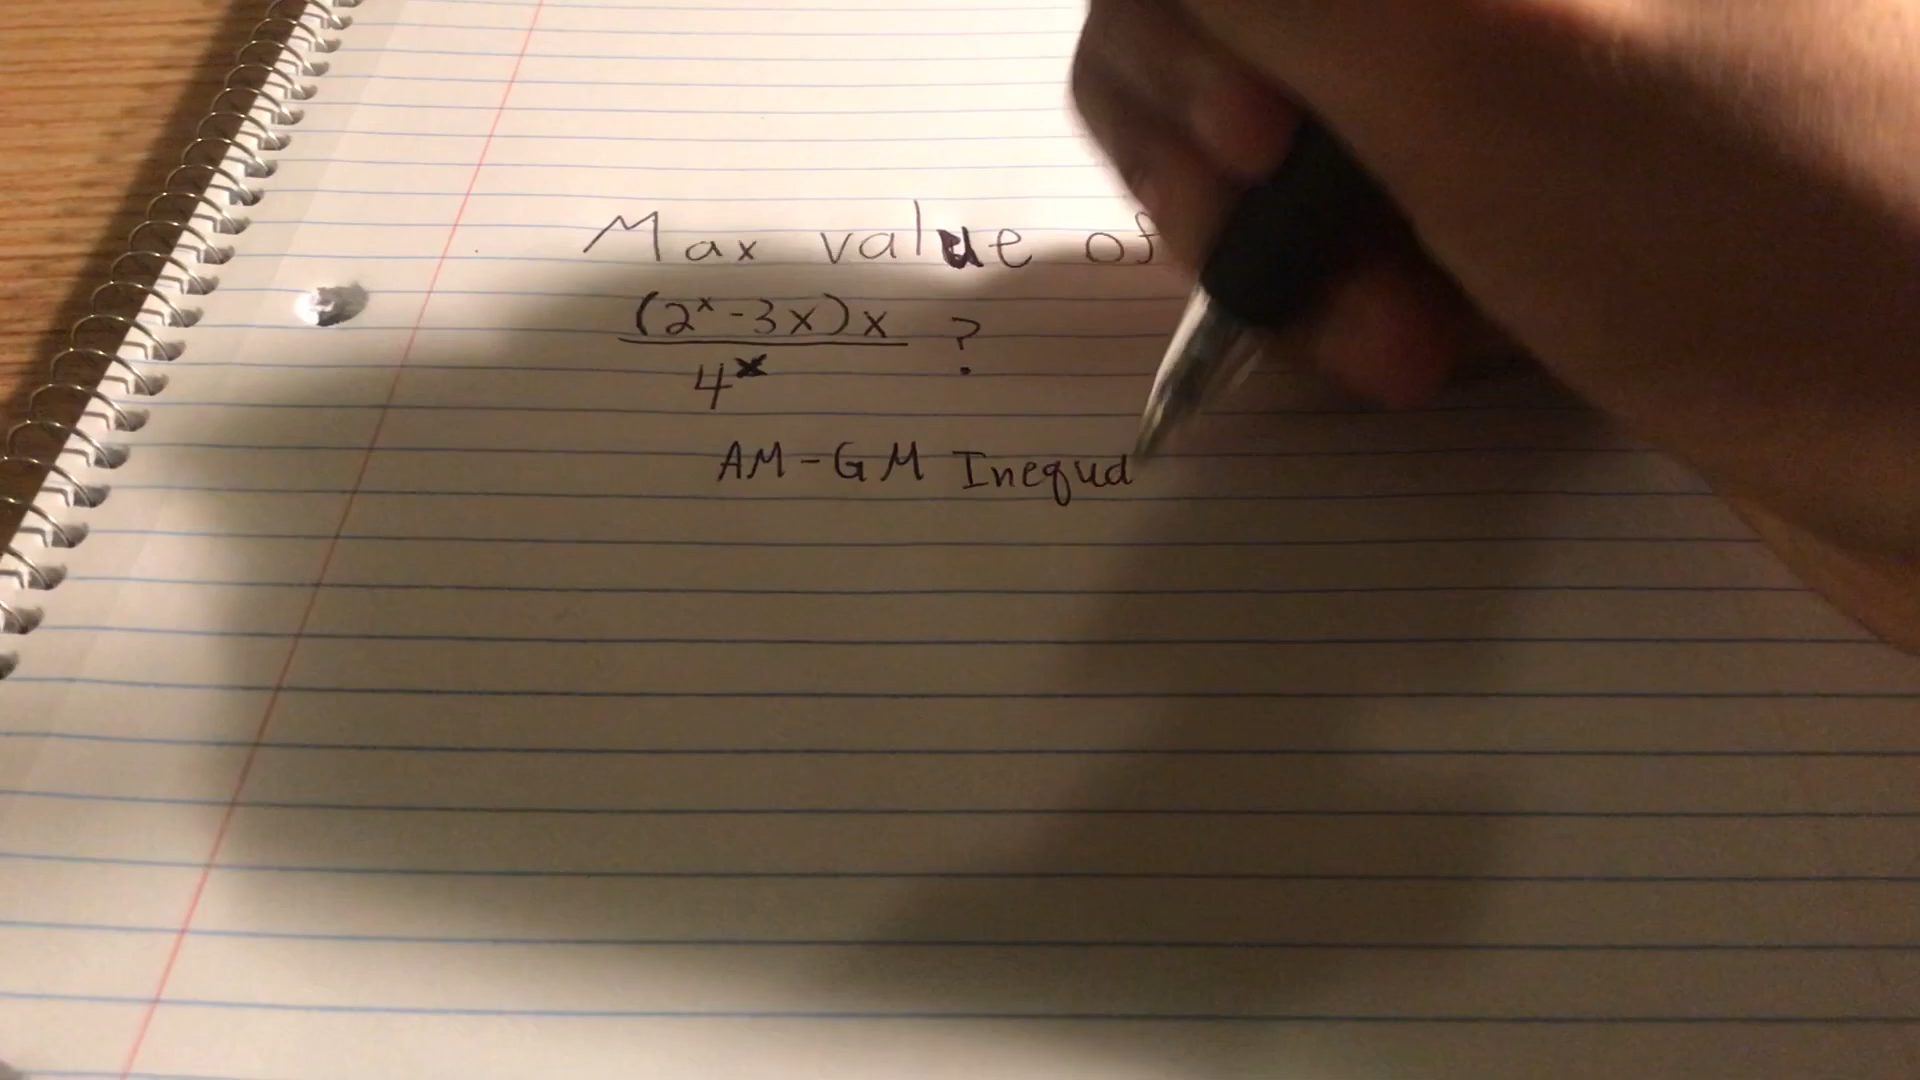 Max value of
(2^x - 3x)x / 4^x ?
AM-GM Inequa